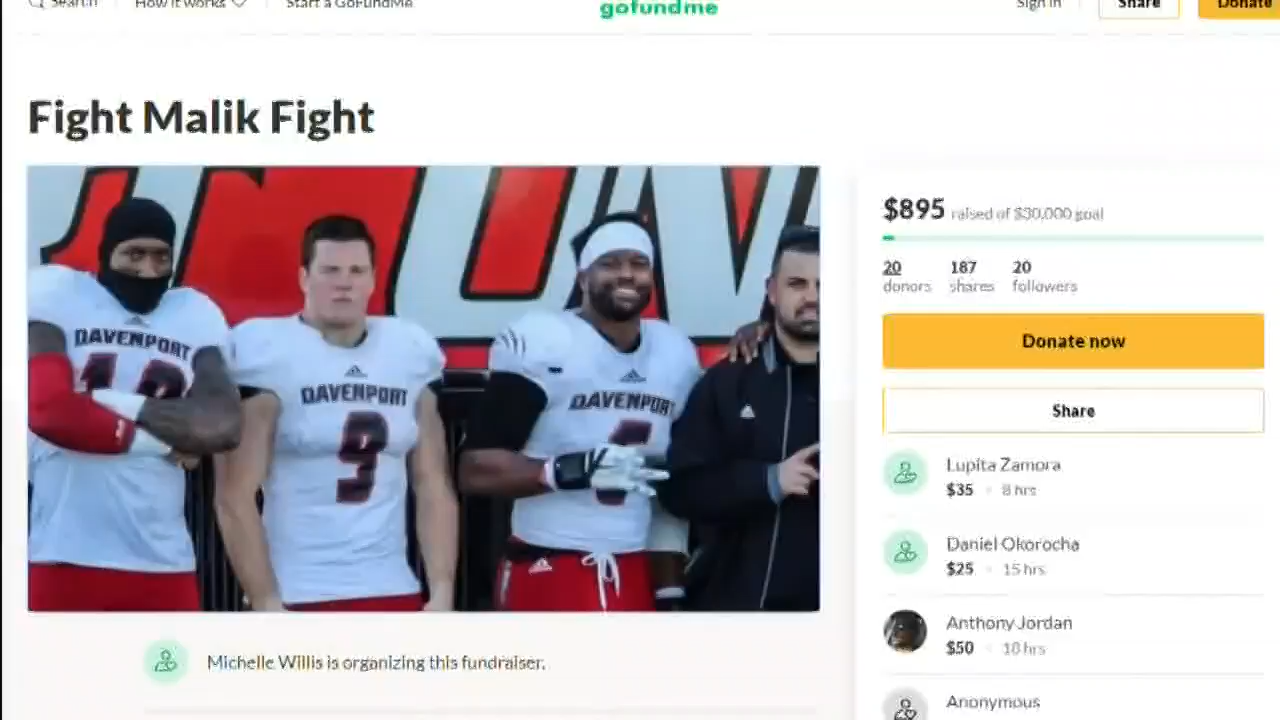 Search
How it works
Start a GoFundMe
gofundme
Sign in
Share
Donate
Fight Malik Fight
$895 raised of $30,000 goal
20
donors
187
shares
20
followers
Donate now
Share
Lupita Zamora
$35 • 8 hrs
Daniel Okorocha
$25 • 15 hrs
Anthony Jordan
$50 • 18 hrs
Anonymous
DAVENPORT
DAVENPORT
9
DAVENPORT
Michelle Willis is organizing this fundraiser.